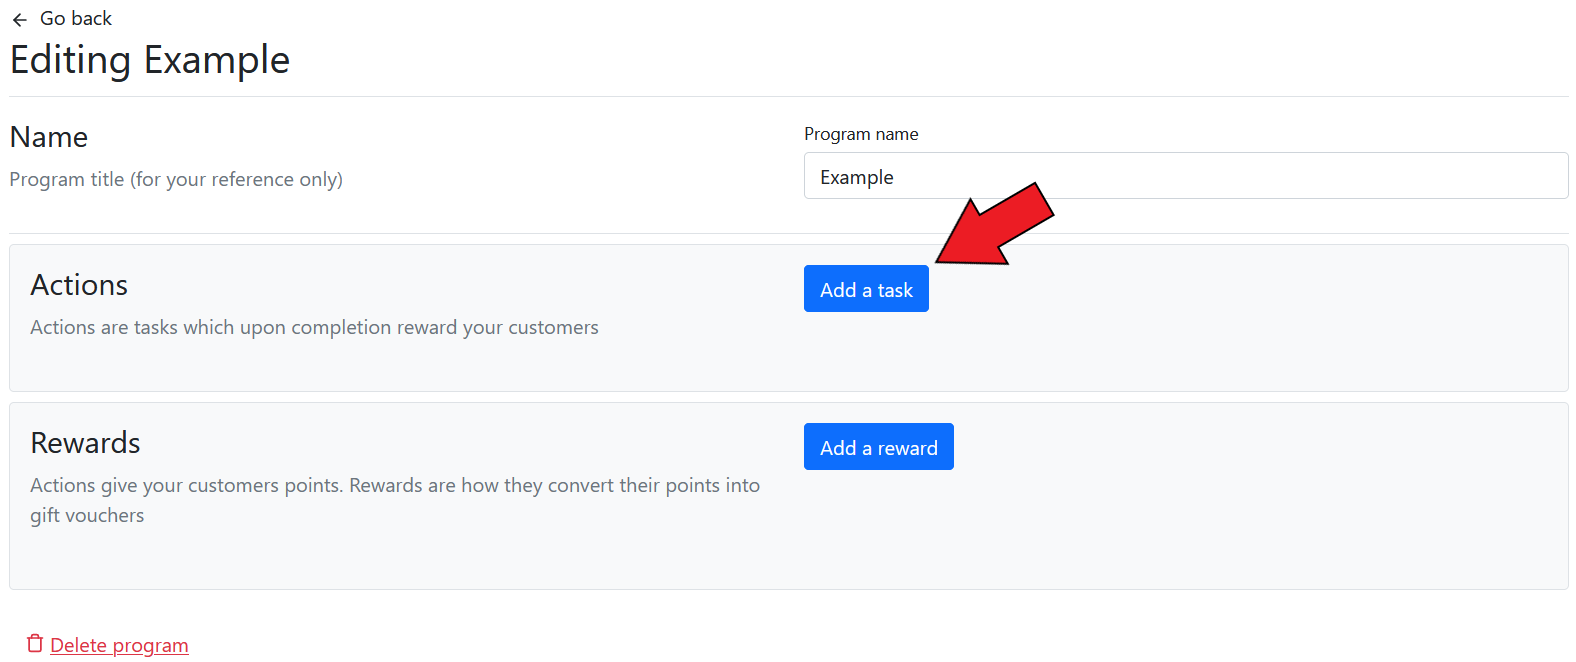 Go back
Editing Example
Name
Program title (for your reference only)
Program name
Example
Actions
Actions are tasks which upon completion reward your customers
Add a task
Rewards
Actions give your customers points. Rewards are how they convert their points into
gift vouchers
Add a reward
Delete program